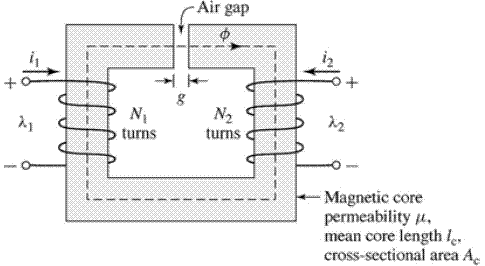 Air gap
ϕ
i₁
i₂
+
+
g
N₁
turns
N₂
turns
λ₁
λ₂
−
−
Magnetic core
permeability μ,
mean core length lc,
cross-sectional area Ac